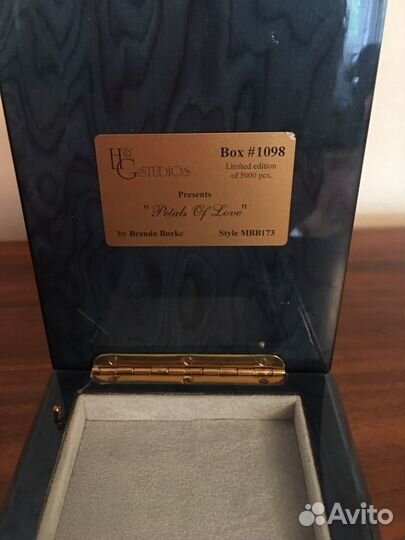 H&G STUDIOS
Box #1098
Limited edition
of 5000 pcs.
Presents
"Petals Of Love"
by Brenda Burke Style MBB173
Avito